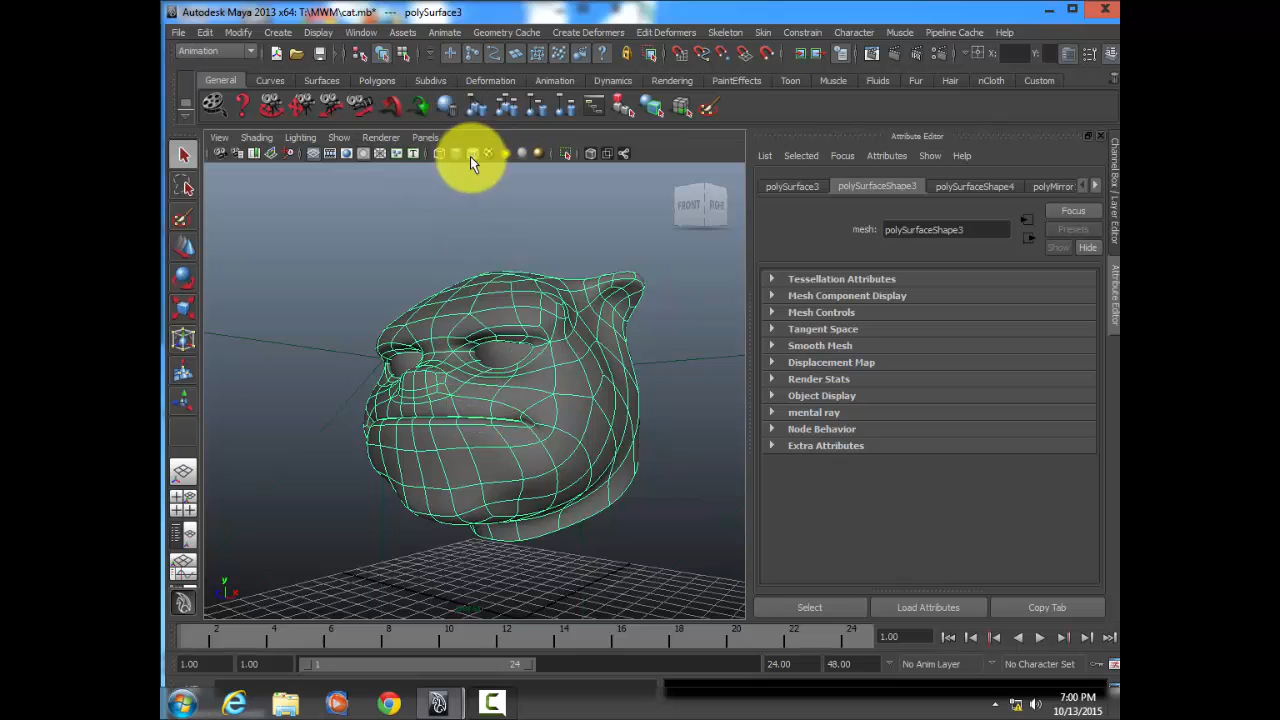 Autodesk Maya 2013 x64: T:\MWM\cat.mb* --- polySurface3
File Edit Modify Create Display Window Assets Animate Geometry Cache Create Deformers Edit Deformers Skeleton Skin Constrain Character Muscle Pipeline Cache Help
Animation X: Y:
General Curves Surfaces Polygons Subdivs Deformation Animation Dynamics Rendering PaintEffects Toon Muscle Fluids Fur Hair nCloth Custom
View Shading Lighting Show Renderer Panels
Attribute Editor
List Selected Focus Attributes Show Help
polySurface3 polySurfaceShape3 polySurfaceShape4 polyMirror
FRONT
mesh: polySurfaceShape3
Focus
Presets
Show Hide
Tessellation Attributes
Mesh Component Display
Mesh Controls
Tangent Space
Smooth Mesh
Displacement Map
Render Stats
Object Display
mental ray
Node Behavior
Extra Attributes
Channel Box / Layer Editor
Attribute Editor
y
x
Select Load Attributes Copy Tab
2 4 6 8 10 12 14 16 18 20 22 24
1.00
1.00 1.00 1 24 24.00 48.00 No Anim Layer No Character Set
7:00 PM
10/13/2015